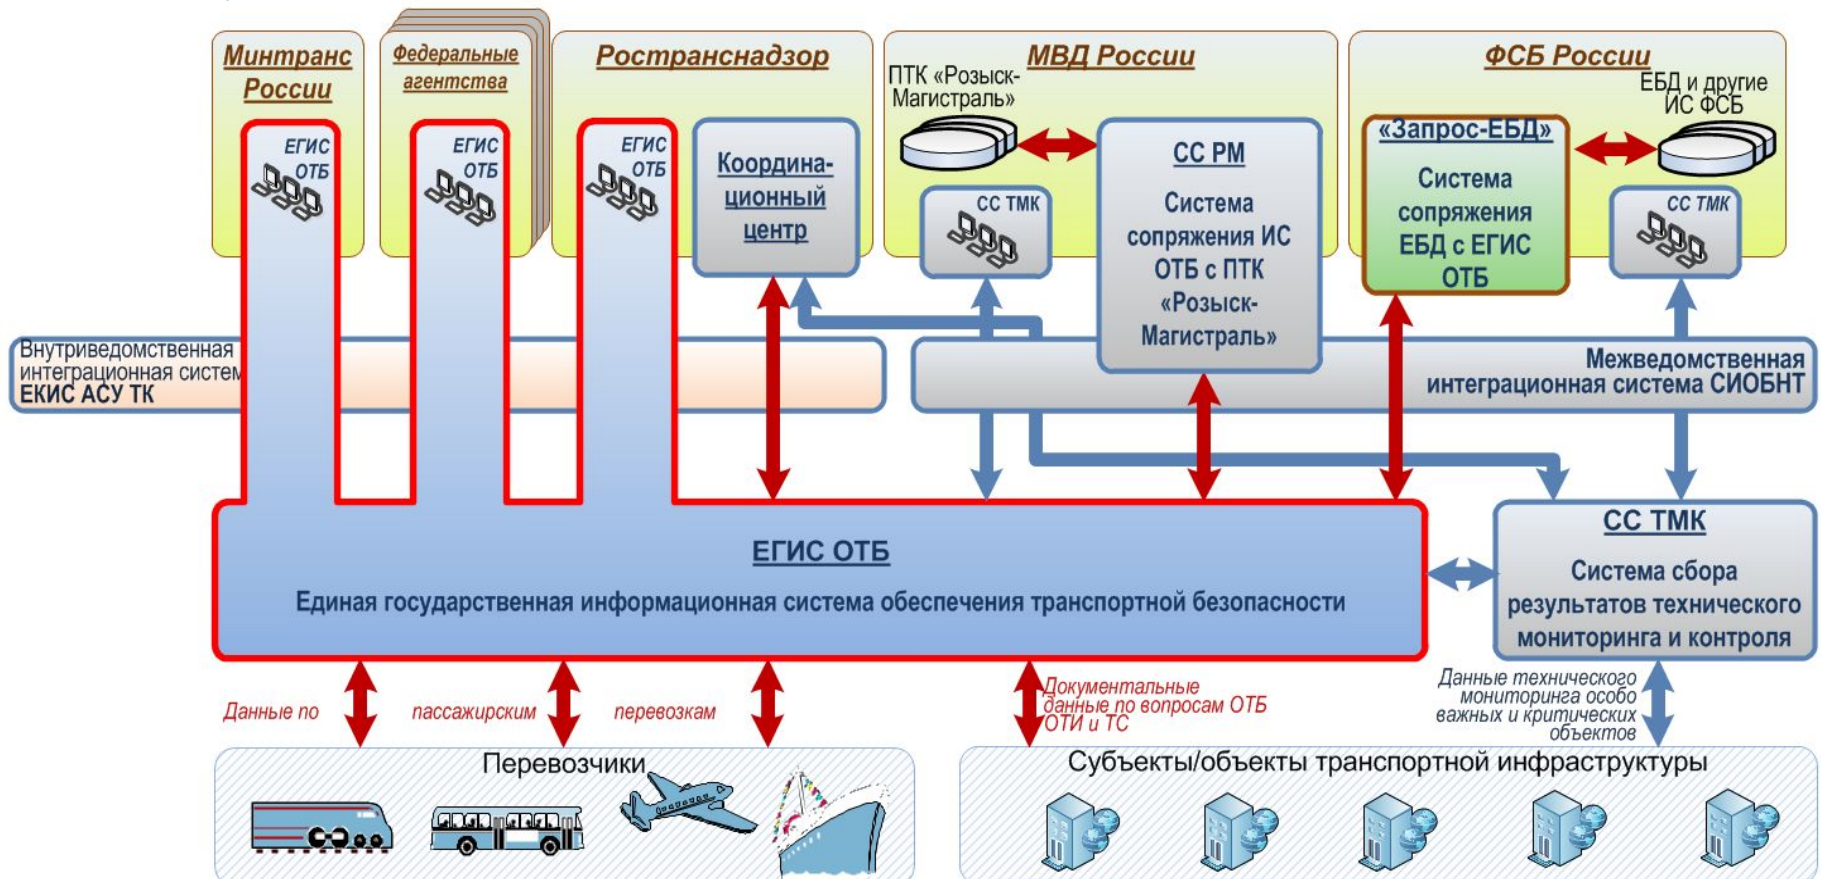 Минтранс
России
ЕГИС
ОТБ
Федеральные
агентства
ЕГИС
ОТБ
Ространснадзор
ЕГИС
ОТБ
Координа-
ционный
центр
МВД России
ПТК «Розыск-
Магистраль»
СС ТМК
СС РМ
Система
сопряжения ИС
ОТБ с ПТК
«Розыск-
Магистраль»
ФСБ России
«Запрос-ЕБД»
Система
сопряжения
ЕБД с ЕГИС
ОТБ
ЕБД и другие
ИС ФСБ
СС ТМК
Внутриведомственная
интеграционная систем
ЕКИС АСУ ТК
Межведомственная
интеграционная система СИОБНТ
ЕГИС ОТБ
Единая государственная информационная система обеспечения транспортной безопасности
СС ТМК
Система сбора
результатов технического
мониторинга и контроля
Данные по пассажирским перевозкам
Документальные
данные по вопросам ОТБ
ОТИ и ТС
Данные технического
мониторинга особо
важных и критических
объектов
Перевозчики
Субъекты/объекты транспортной инфраструктуры